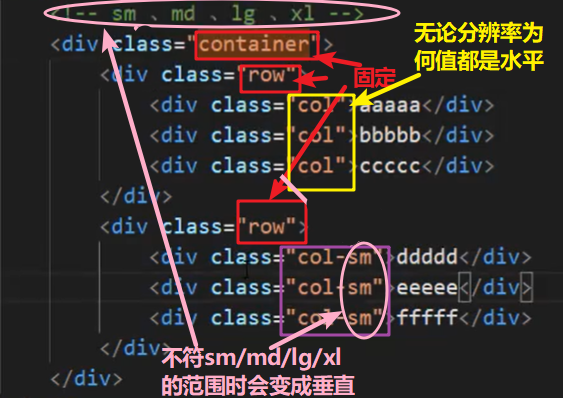 <!-- sm 、md 、lg 、xl -->
<div class="container">
无论分辨率为
何值都是水平
<div class="row">
固定
<div class="col">aaaaa</div>
<div class="col">bbbbb</div>
<div class="col">ccccc</div>
</div>
<div class="row">
<div class="col-sm">ddddd</div>
<div class="col-sm">eeeee</div>
<div class="col-sm">fffff</div>
</div>
不符sm/md/lg/xl
的范围时会变成垂直
</div>